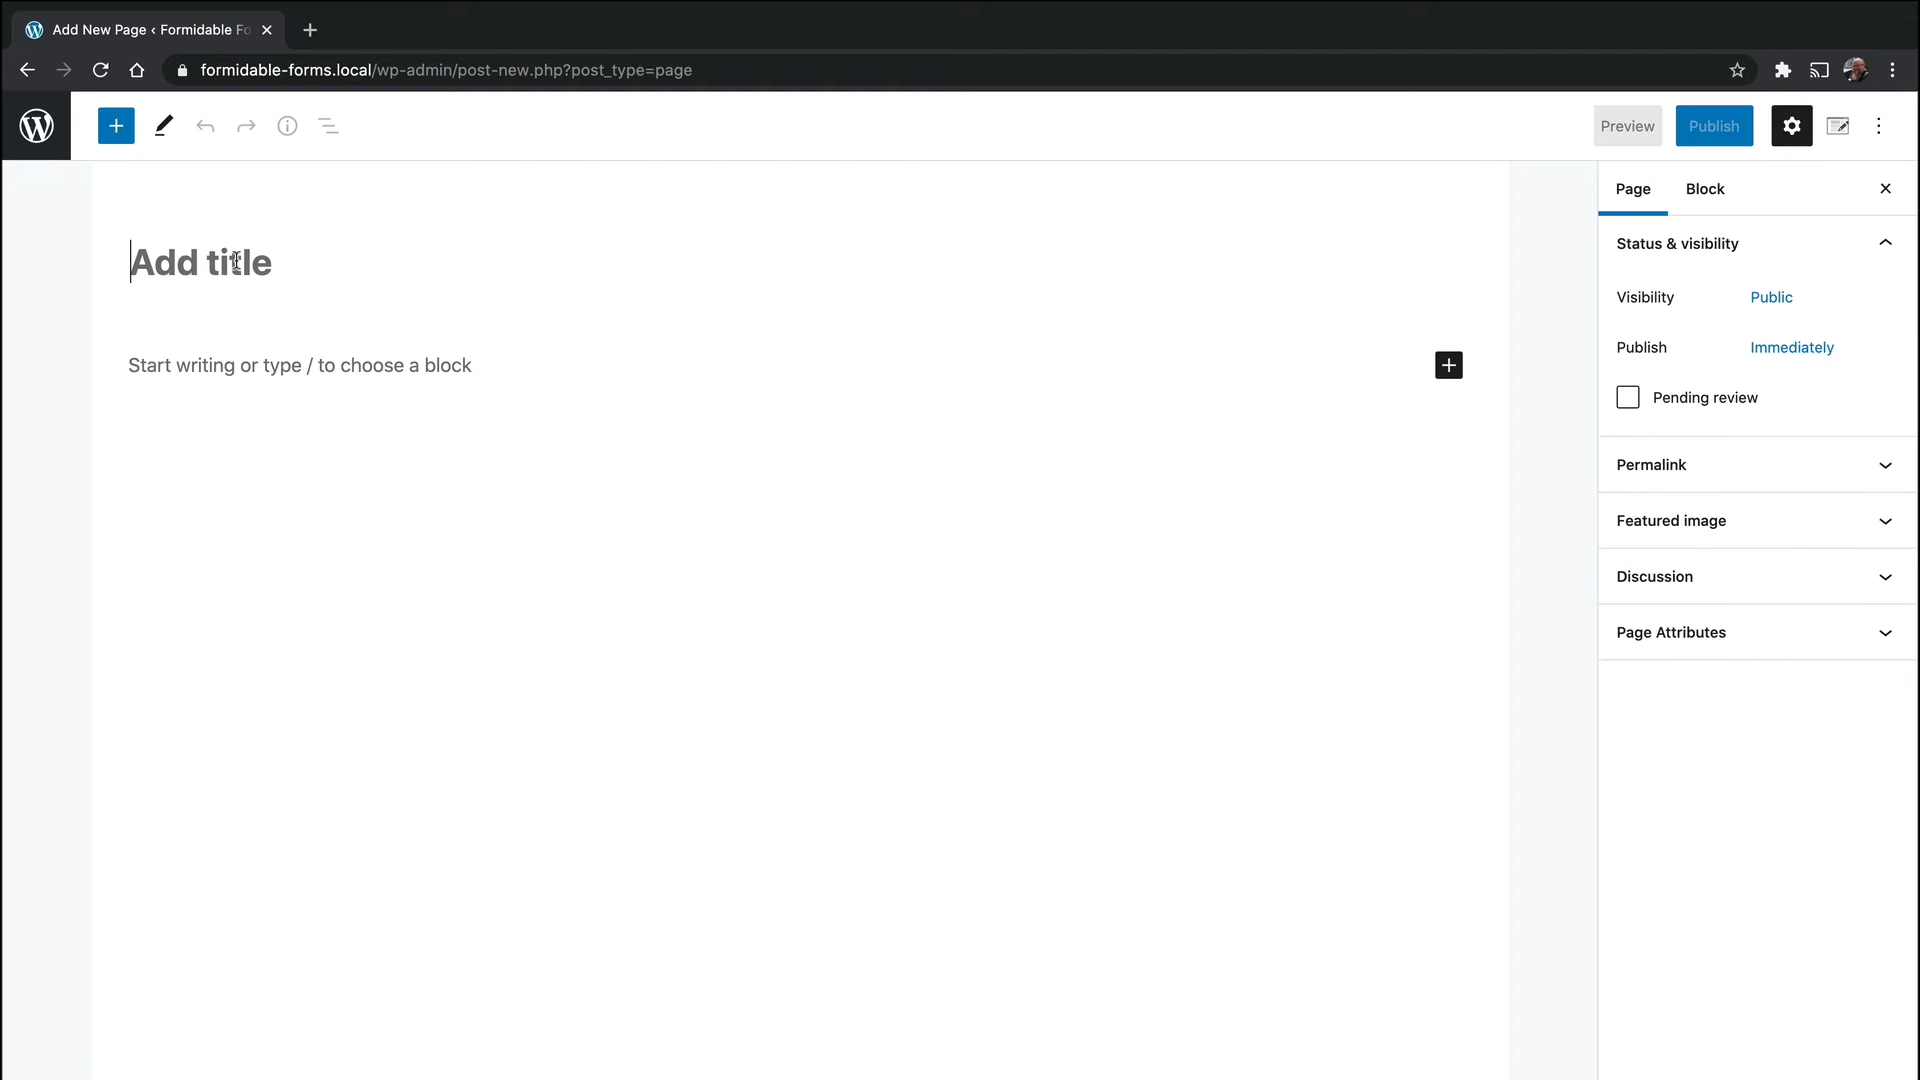 Add New Page ‹ Formidable Fo
formidable-forms.local/wp-admin/post-new.php?post_type=page
Preview
Publish
Page
Block
Add title
Status & visibility
Visibility
Public
Publish
Immediately
Start writing or type / to choose a block
Pending review
Permalink
Featured image
Discussion
Page Attributes